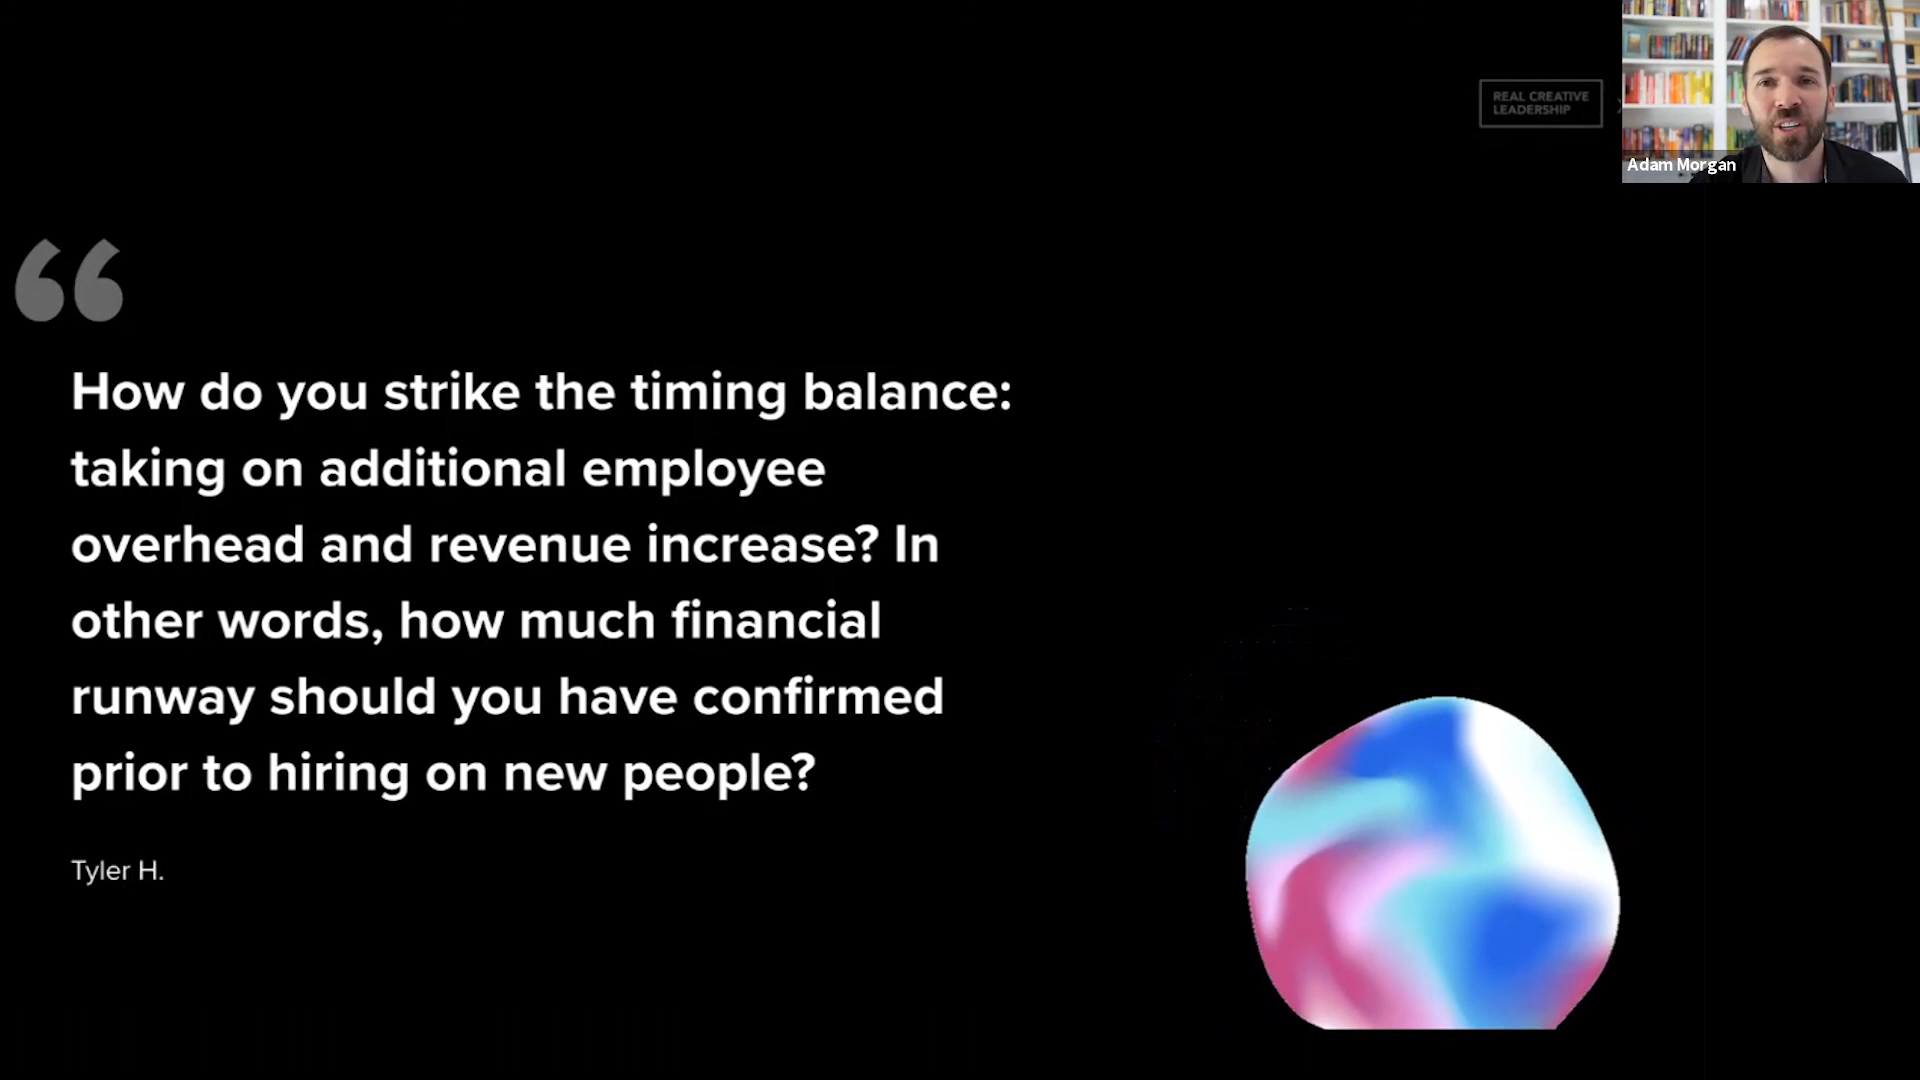 REAL CREATIVE
LEADERSHIP
Adam Morgan
“
How do you strike the timing balance:
taking on additional employee
overhead and revenue increase? In
other words, how much financial
runway should you have confirmed
prior to hiring on new people?
Tyler H.